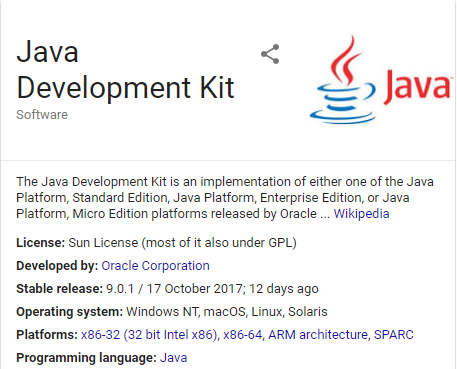 Java
Development Kit
Software
Java
The Java Development Kit is an implementation of either one of the Java
Platform, Standard Edition, Java Platform, Enterprise Edition, or Java
Platform, Micro Edition platforms released by Oracle ... Wikipedia
License: Sun License (most of it also under GPL)
Developed by: Oracle Corporation
Stable release: 9.0.1 / 17 October 2017; 12 days ago
Operating system: Windows NT, macOS, Linux, Solaris
Platforms: x86-32 (32 bit Intel x86), x86-64, ARM architecture, SPARC
Programming language: Java